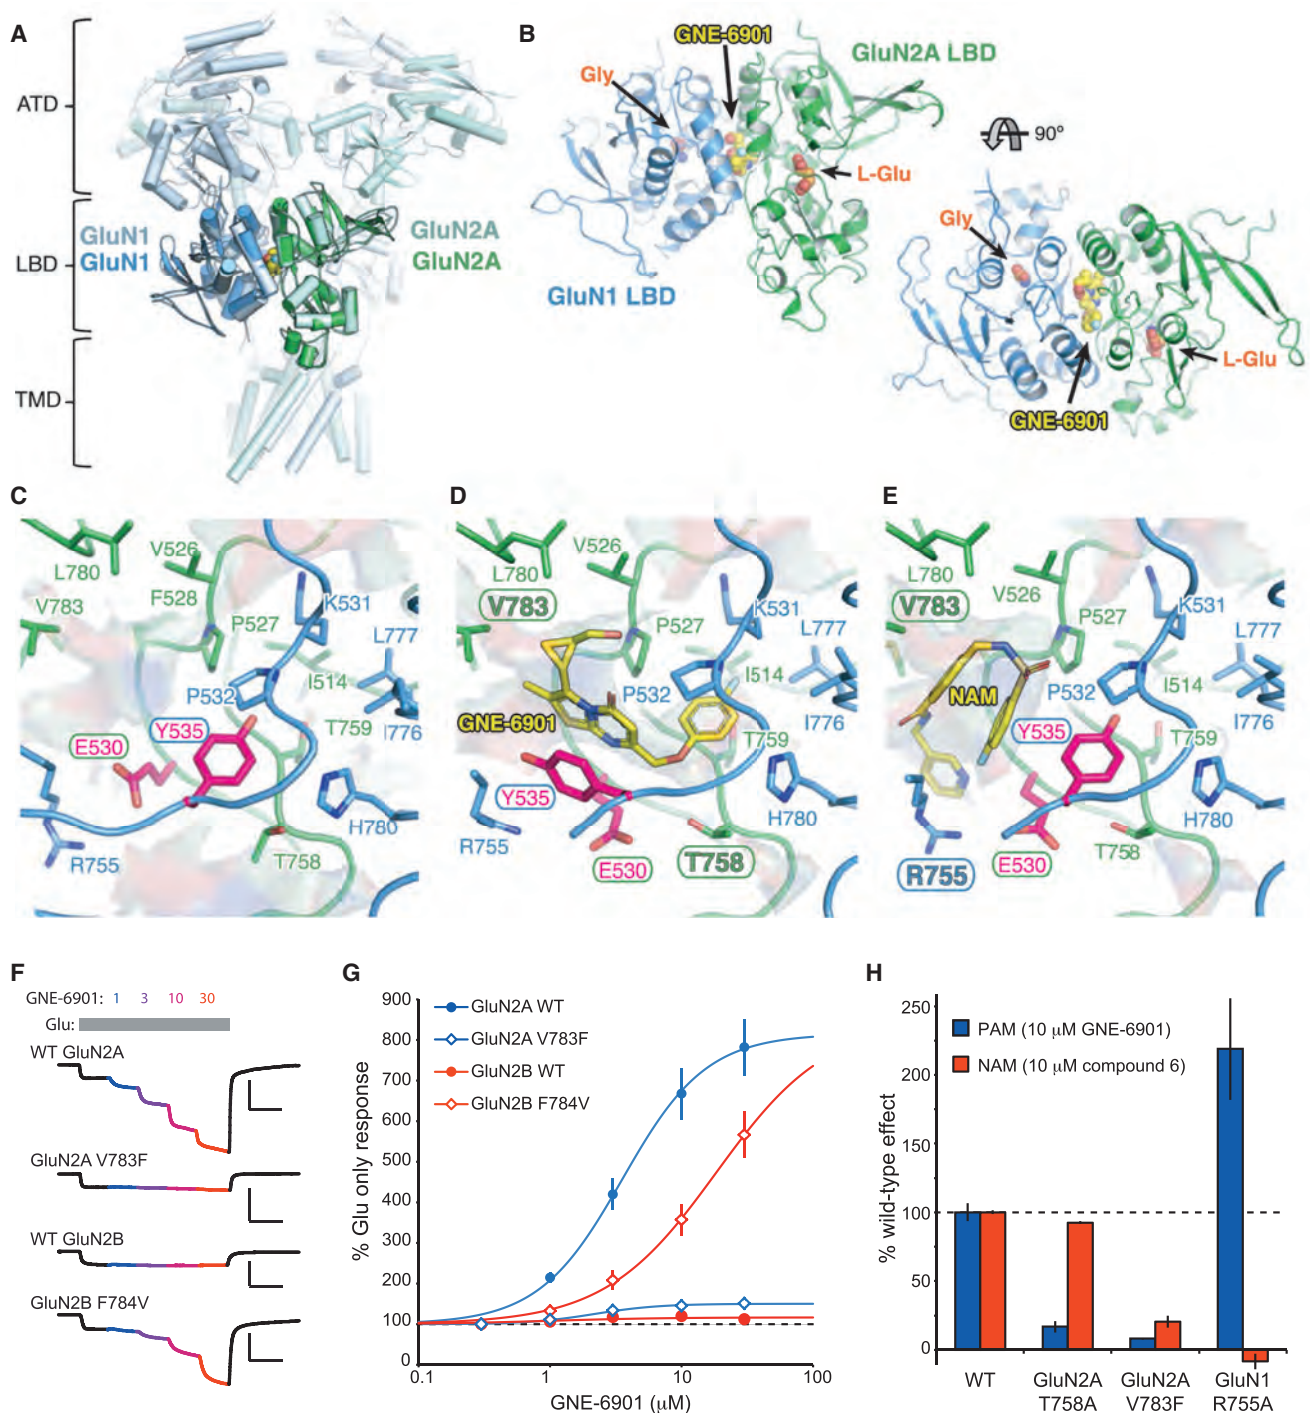 A
ATD
LBD
TMD
GluN1
GluN1
GluN2A
GluN2A
B
GNE-6901
GluN2A LBD
Gly
L-Glu
GluN1 LBD
90°
Gly
L-Glu
GNE-6901
C
L780
V526
V783
F528
P527
K531
L777
P532
I514
Y535
T759
I776
E530
R755
H780
T758
D
V526
L780
V783
P527
K531
L777
P532
I514
GNE-6901
T759
I776
Y535
R755
H780
E530
T758
E
L780
V526
V783
P527
K531
L777
NAM
P532
I514
Y535
I776
T759
H780
R755
E530
T758
F
GNE-6901: 1 3 10 30
Glu:
WT GluN2A
GluN2A V783F
WT GluN2B
GluN2B F784V
G
% Glu only response
900
800
700
600
500
400
300
200
100
0
GluN2A WT
GluN2A V783F
GluN2B WT
GluN2B F784V
0.1 1 10 100
GNE-6901 (μM)
H
% wild-type effect
250
200
150
100
50
0
PAM (10 μM GNE-6901)
NAM (10 μM compound 6)
WT
GluN2A
T758A
GluN2A
V783F
GluN1
R755A